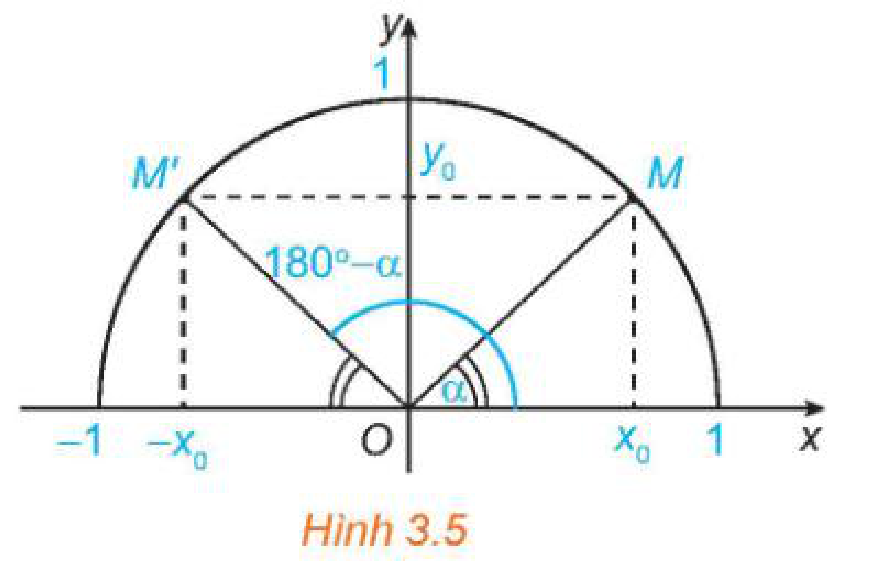 y
1
M' y₀ M
180°–α
α
–1 –x₀ O x₀ 1 x
Hình 3.5